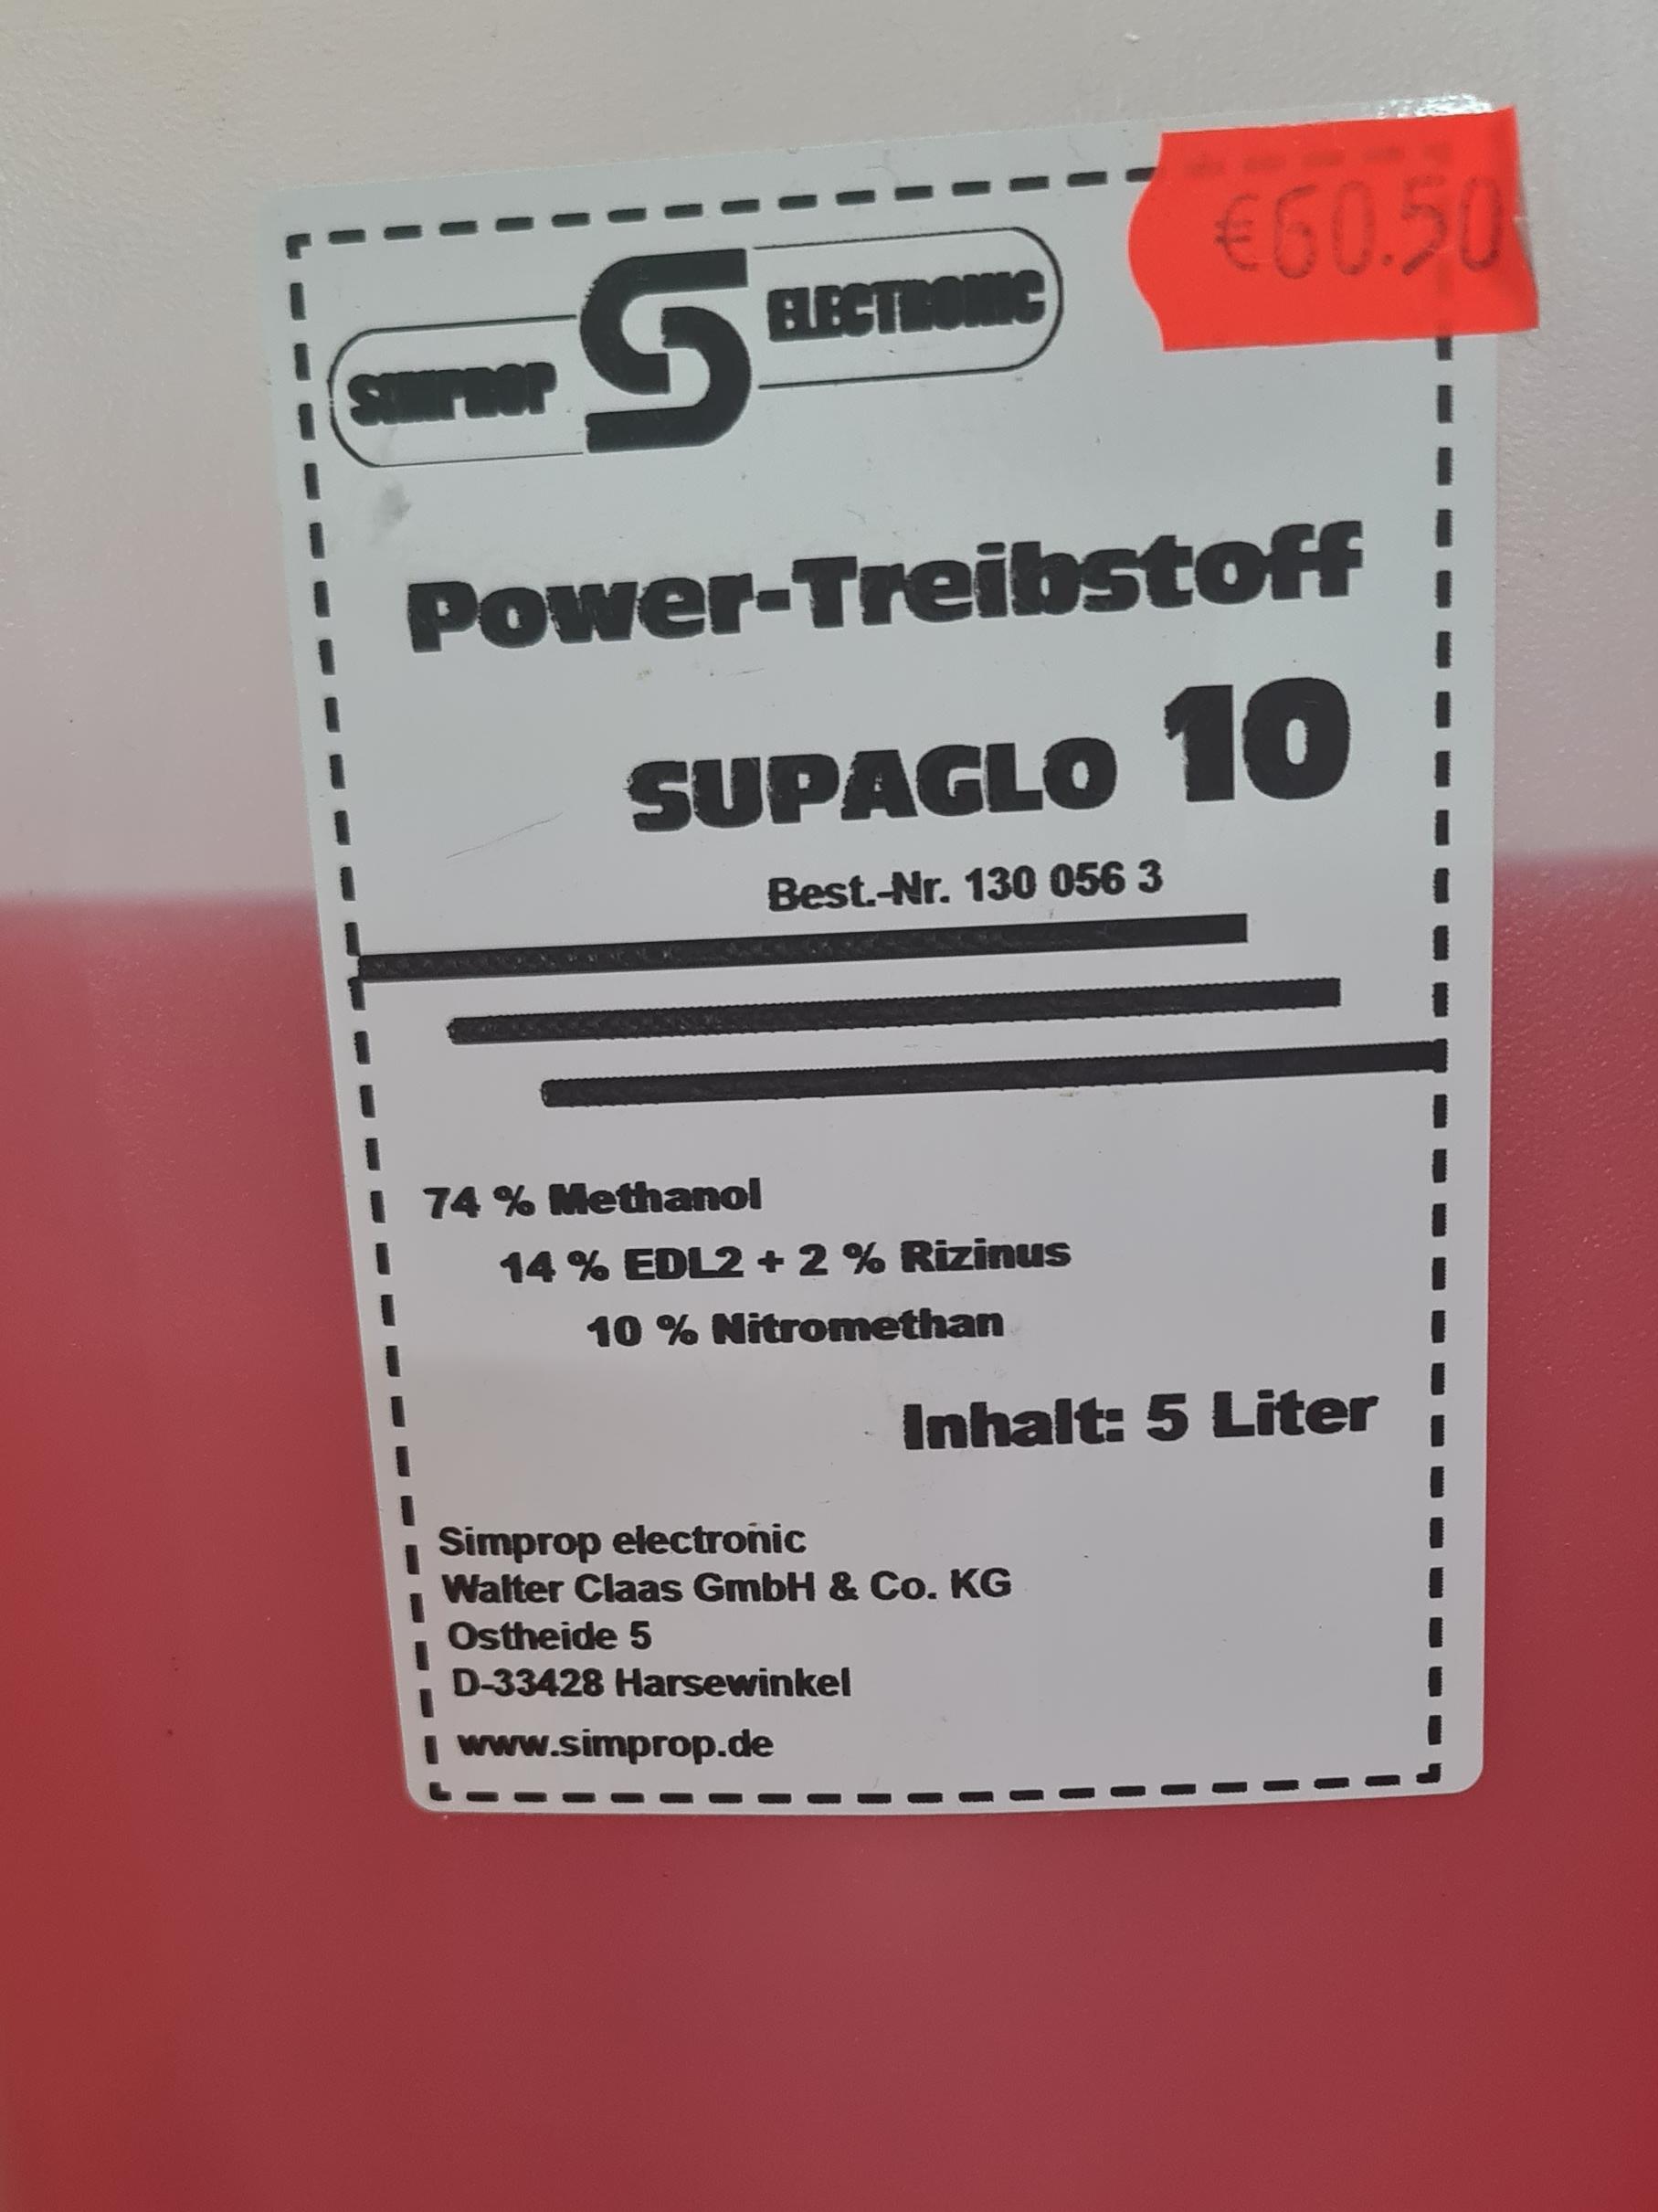 €60.50
SIMPROP S ELECTRONIC
Power-Treibstoff
SUPAGLO 10
Best.-Nr. 130 056 3
74 % Methanol
14 % EDL2 + 2 % Rizinus
10 % Nitromethan
Inhalt: 5 Liter
Simprop electronic
Walter Claas GmbH & Co. KG
Ostheide 5
D-33428 Harsewinkel
www.simprop.de